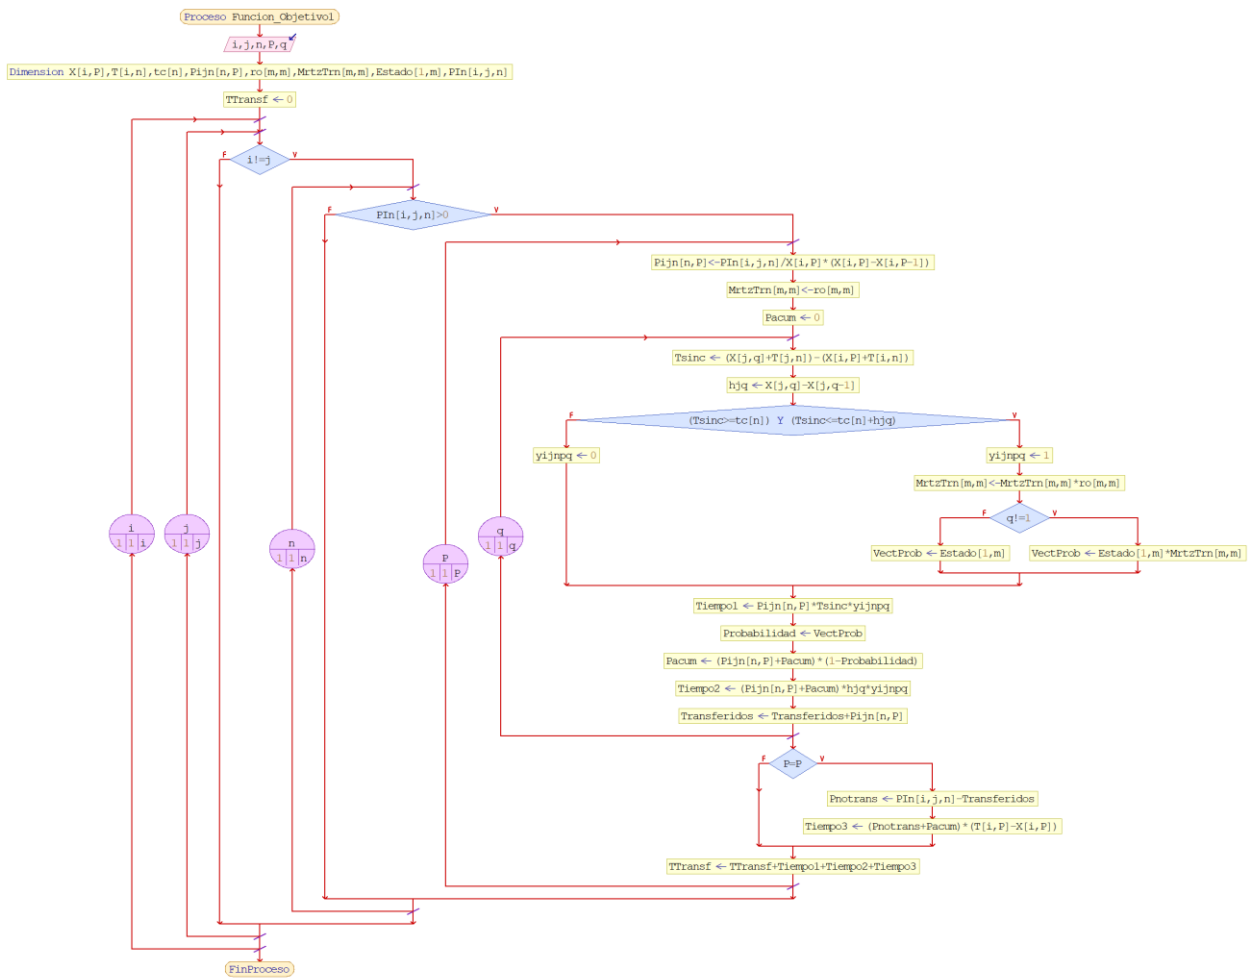 Proceso Funcion_Objetivo1
i,j,n,P,q
Dimension X[i,P],T[i,n],tc[n],Pijn[n,P],ro[m,m],MrtzTrn[m,m],Estado[1,m],PIn[i,j,n]
TTransf ← 0
F
i!=j
V
F
PIn[i,j,n]>0
V
Pijn[n,P]<-PIn[i,j,n]/X[i,P]*(X[i,P]-X[i,P-1])
MrtzTrn[m,m]<-ro[m,m]
Pacum ← 0
Tsinc ← (X[j,q]+T[j,n])-(X[i,P]+T[i,n])
hjq ← X[j,q]-X[j,q-1]
F
(Tsinc>=tc[n]) Y (Tsinc<=tc[n]+hjq)
V
yijnpq ← 0
yijnpq ← 1
MrtzTrn[m,m]<-MrtzTrn[m,m]*ro[m,m]
F
q!=1
V
i
1 1 i
j
1 1 j
n
1 1 n
P
1 1 P
q
1 1 q
VectProb ← Estado[1,m]
VectProb ← Estado[1,m]*MrtzTrn[m,m]
Tiempo1 ← Pijn[n,P]*Tsinc*yijnpq
Probabilidad ← VectProb
Pacum ← (Pijn[n,P]+Pacum)*(1-Probabilidad)
Tiempo2 ← (Pijn[n,P]+Pacum)*hjq*yijnpq
Transferidos ← Transferidos+Pijn[n,P]
F
P=P
V
Pnotrans ← PIn[i,j,n]-Transferidos
Tiempo3 ← (Pnotrans+Pacum)*(T[i,P]-X[i,P])
TTransf ← TTransf+Tiempo1+Tiempo2+Tiempo3
FinProceso